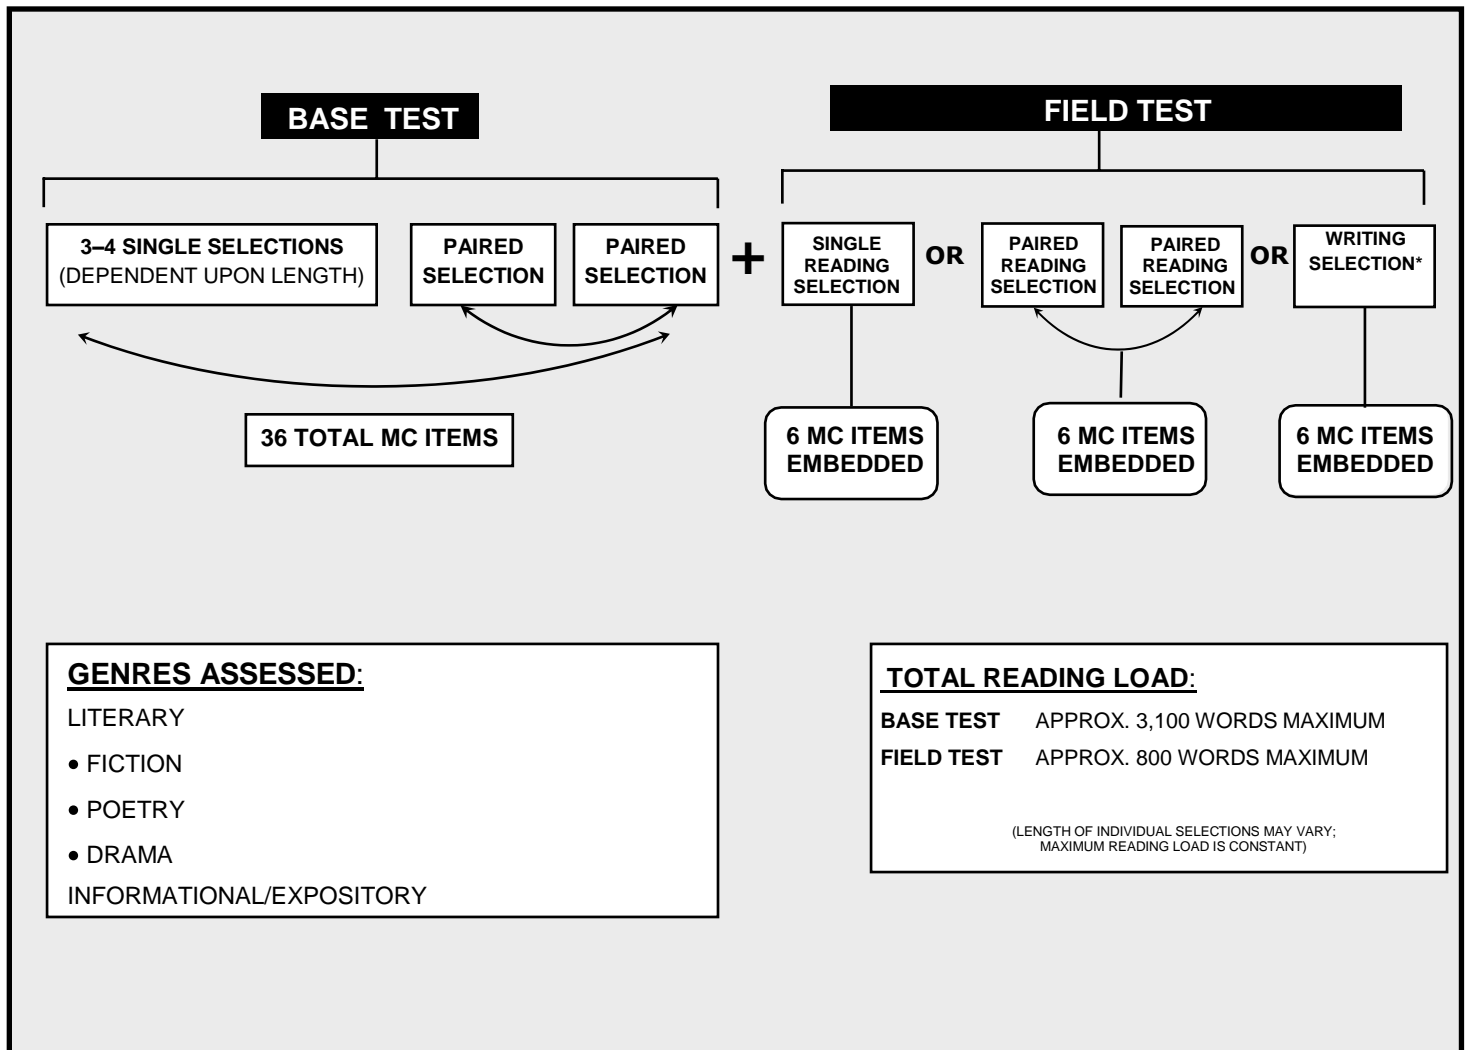 BASE TEST
FIELD TEST
3–4 SINGLE SELECTIONS
(DEPENDENT UPON LENGTH)
PAIRED
SELECTION
PAIRED
SELECTION
+
SINGLE
READING
SELECTION
OR
PAIRED
READING
SELECTION
PAIRED
READING
SELECTION
OR
WRITING
SELECTION*
36 TOTAL MC ITEMS
6 MC ITEMS
EMBEDDED
6 MC ITEMS
EMBEDDED
6 MC ITEMS
EMBEDDED
GENRES ASSESSED:
LITERARY
• FICTION
• POETRY
• DRAMA
INFORMATIONAL/EXPOSITORY
TOTAL READING LOAD:
BASE TEST APPROX. 3,100 WORDS MAXIMUM
FIELD TEST APPROX. 800 WORDS MAXIMUM
(LENGTH OF INDIVIDUAL SELECTIONS MAY VARY;
MAXIMUM READING LOAD IS CONSTANT)